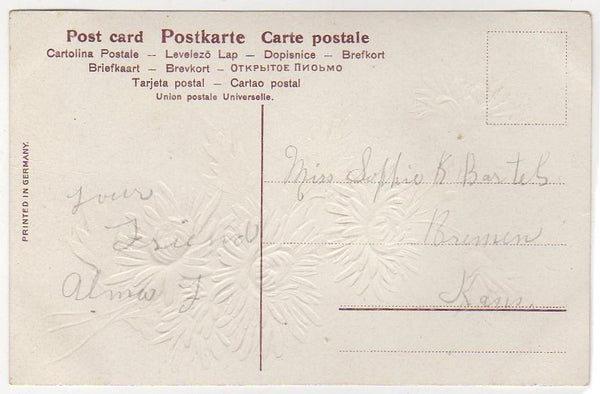 Post card Postkarte Carte postale
Cartolina Postale – Levelező Lap – Dopisnice – Brefkort
Briefkaart – Brevkort – ОТКРЫТОЕ ПИСЬМО
Tarjeta postal – Cartao postal
Union postale Universelle.
PRINTED IN GERMANY.
your
Friend
Alma F
Miss Sophie K Bartels
Bremen
Kans.